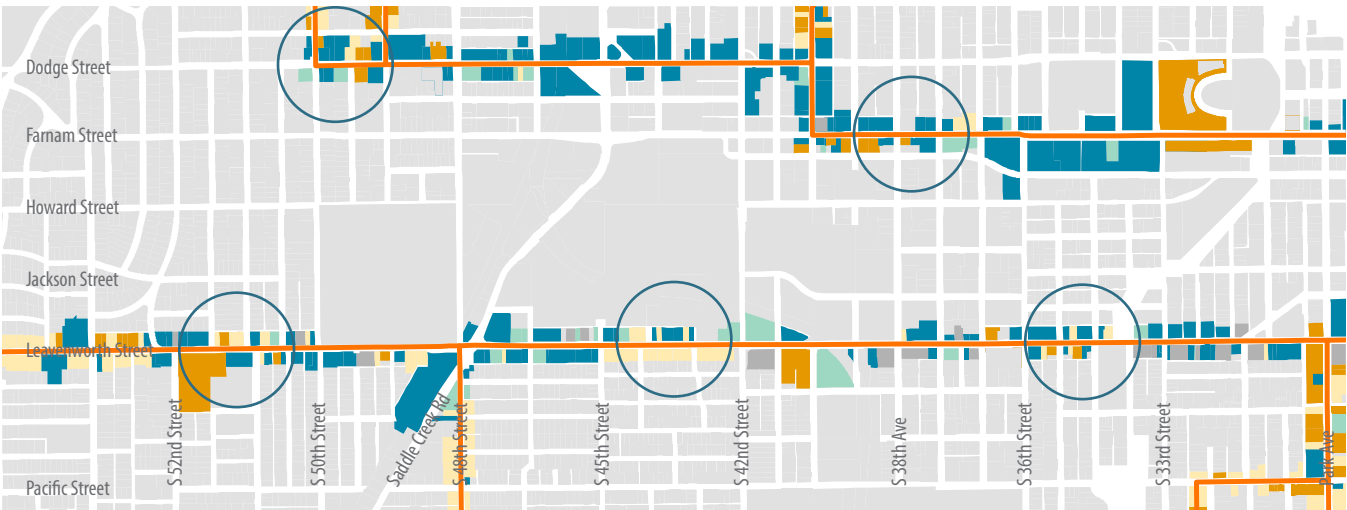 Dodge Street
Farnam Street
Howard Street
Jackson Street
Leavenworth Street
Pacific Street
S 52nd Street
S 50th Street
Saddle Creek Rd
S 48th Street
S 45th Street
S 42nd Street
S 38th Ave
S 36th Street
S 33rd Street
Park Ave